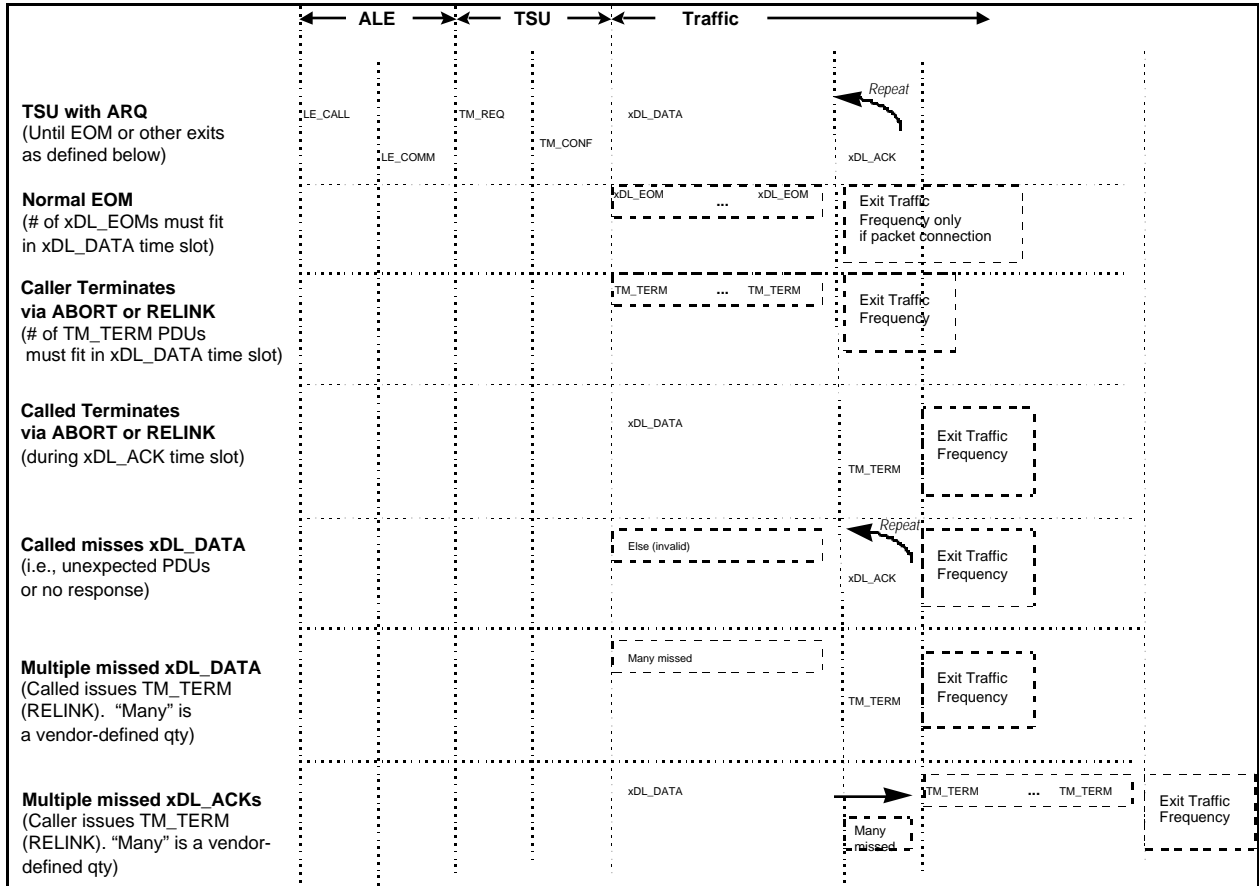 ALE TSU Traffic
TSU with ARQ
(Until EOM or other exits
as defined below)
LE_CALL
LE_COMM
TM_REQ
TM_CONF
xDL_DATA
Repeat
xDL_ACK
Normal EOM
(# of xDL_EOMs must fit
in xDL_DATA time slot)
xDL_EOM ... xDL_EOM
Exit Traffic
Frequency only
if packet connection
Caller Terminates
via ABORT or RELINK
(# of TM_TERM PDUs
must fit in xDL_DATA time slot)
TM_TERM ... TM_TERM
Exit Traffic
Frequency
Called Terminates
via ABORT or RELINK
(during xDL_ACK time slot)
xDL_DATA
TM_TERM
Exit Traffic
Frequency
Called misses xDL_DATA
(i.e., unexpected PDUs
or no response)
Else (invalid)
Repeat
xDL_ACK
Exit Traffic
Frequency
Multiple missed xDL_DATA
(Called issues TM_TERM
(RELINK). “Many” is
a vendor-defined qty)
Many missed
TM_TERM
Exit Traffic
Frequency
Multiple missed xDL_ACKs
(Caller issues TM_TERM
(RELINK). “Many” is a vendor-
defined qty)
xDL_DATA
Many
missed
TM_TERM ... TM_TERM
Exit Traffic
Frequency